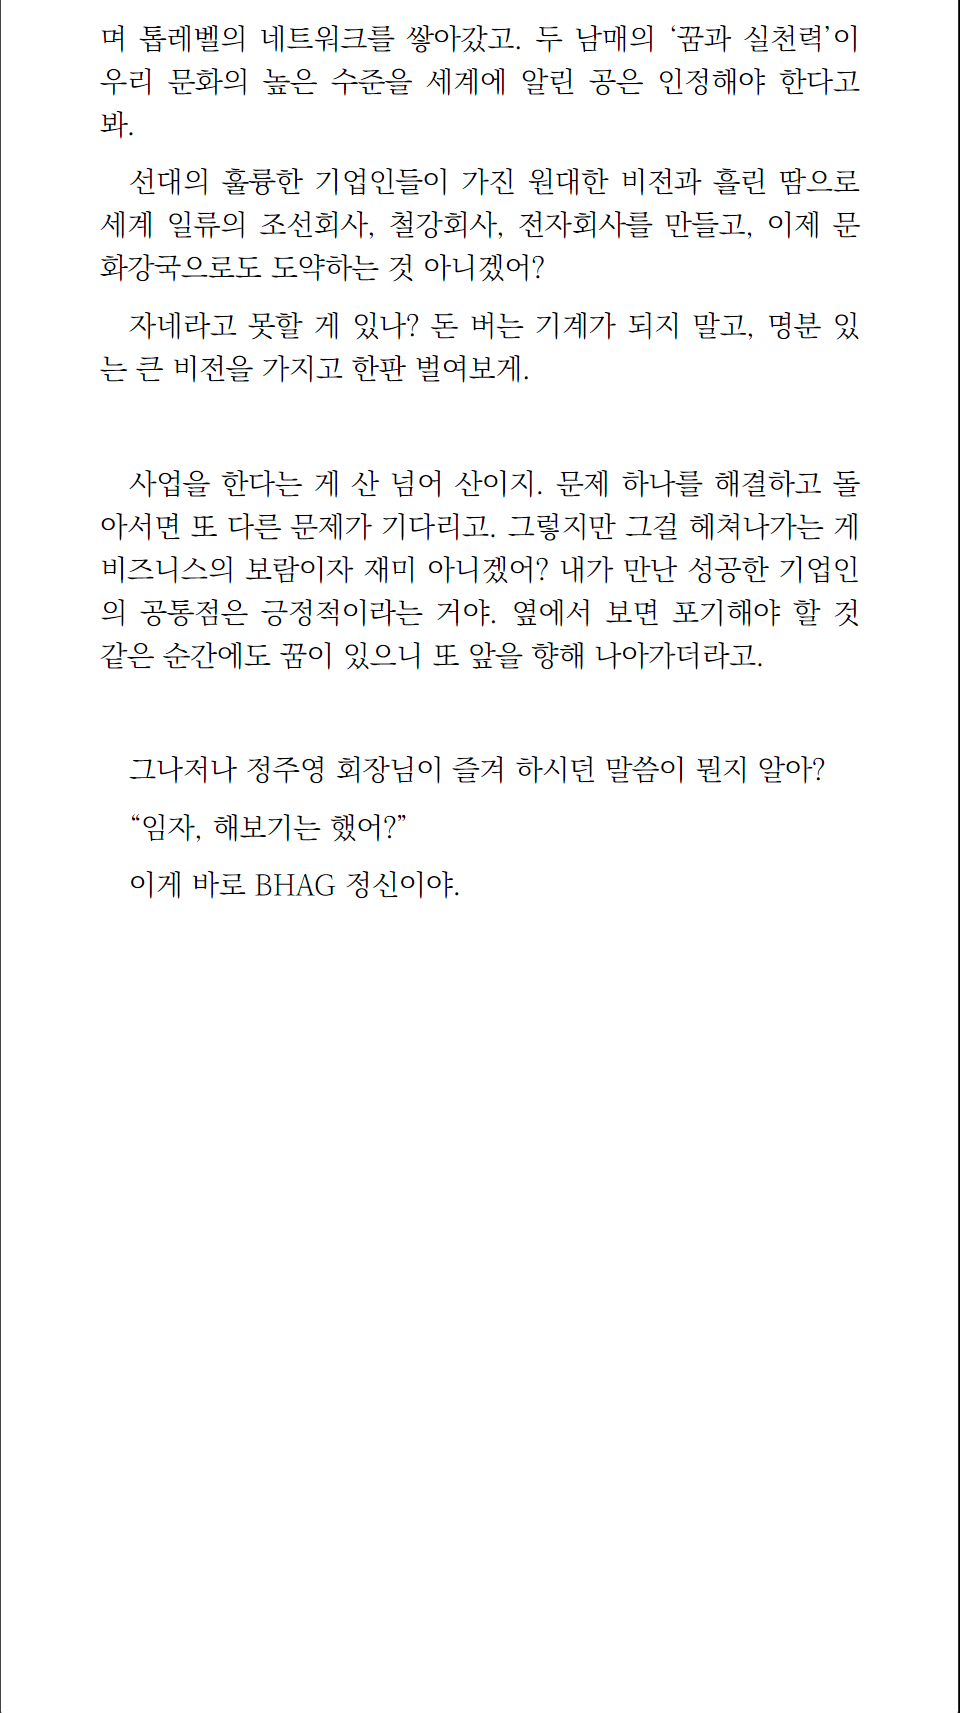 며 톱레벨의 네트워크를 쌓아갔고. 두 남매의 ‘꿈과 실천력’이
우리 문화의 높은 수준을 세계에 알린 공은 인정해야 한다고
봐.
선대의 훌륭한 기업인들이 가진 원대한 비전과 흘린 땀으로
세계 일류의 조선회사, 철강회사, 전자회사를 만들고, 이제 문
화강국으로도 도약하는 것 아니겠어?
자네라고 못할 게 있나? 돈 버는 기계가 되지 말고, 명분 있
는 큰 비전을 가지고 한판 벌여보게.
사업을 한다는 게 산 넘어 산이지. 문제 하나를 해결하고 돌
아서면 또 다른 문제가 기다리고. 그렇지만 그걸 헤쳐나가는 게
비즈니스의 보람이자 재미 아니겠어? 내가 만난 성공한 기업인
의 공통점은 긍정적이라는 거야. 옆에서 보면 포기해야 할 것
같은 순간에도 꿈이 있으니 또 앞을 향해 나아가더라고.
그나저나 정주영 회장님이 즐겨 하시던 말씀이 뭔지 알아?
“임자, 해보기는 했어?”
이게 바로 BHAG 정신이야.